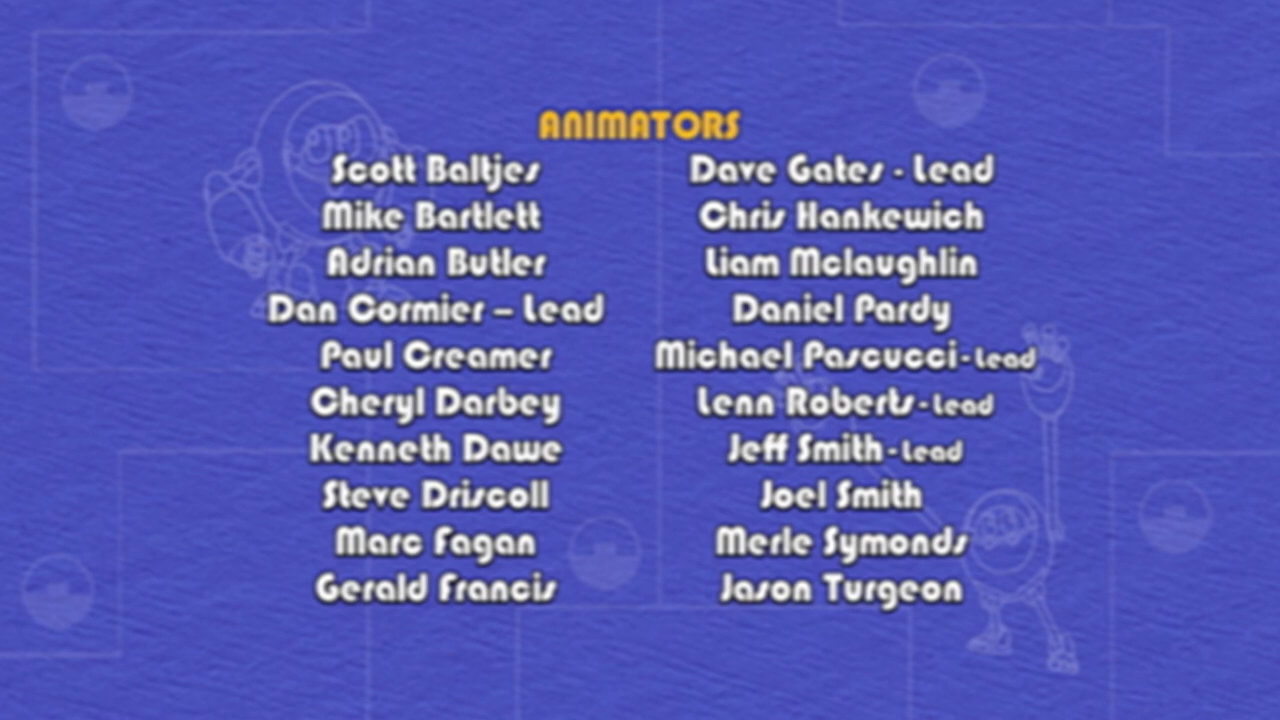 ANIMATORS
Scott Baltjes
Mike Bartlett
Adrian Butler
Dan Cormier – Lead
Paul Creamer
Cheryl Darbey
Kenneth Dawe
Steve Driscoll
Marc Fagan
Gerald Francis
Dave Gates - Lead
Chris Hankewich
Liam Mclaughlin
Daniel Pardy
Michael Pascucci - Lead
Lenn Roberts - Lead
Jeff Smith - Lead
Joel Smith
Merle Symonds
Jason Turgeon